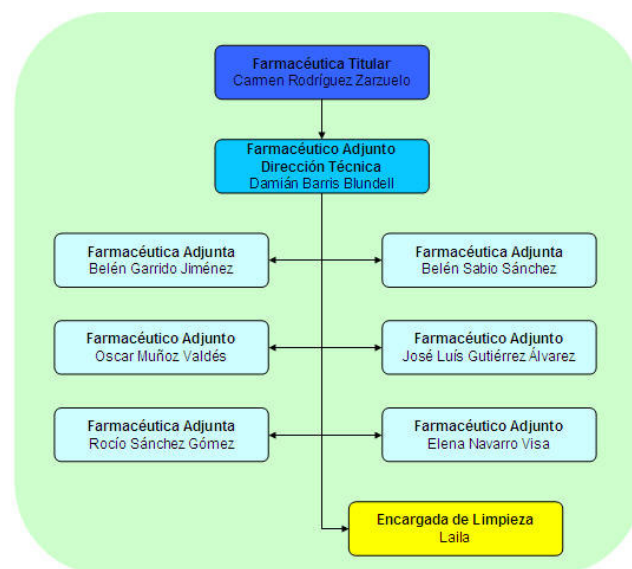 Farmacéutica Titular
Carmen Rodríguez Zarzuelo
Farmacéutico Adjunto
Dirección Técnica
Damián Barris Blundell
Farmacéutica Adjunta
Belén Garrido Jiménez
Farmacéutica Adjunta
Belén Sabio Sánchez
Farmacéutico Adjunto
Oscar Muñoz Valdés
Farmacéutico Adjunto
José Luís Gutiérrez Álvarez
Farmacéutica Adjunta
Rocío Sánchez Gómez
Farmacéutico Adjunto
Elena Navarro Visa
Encargada de Limpieza
Laila